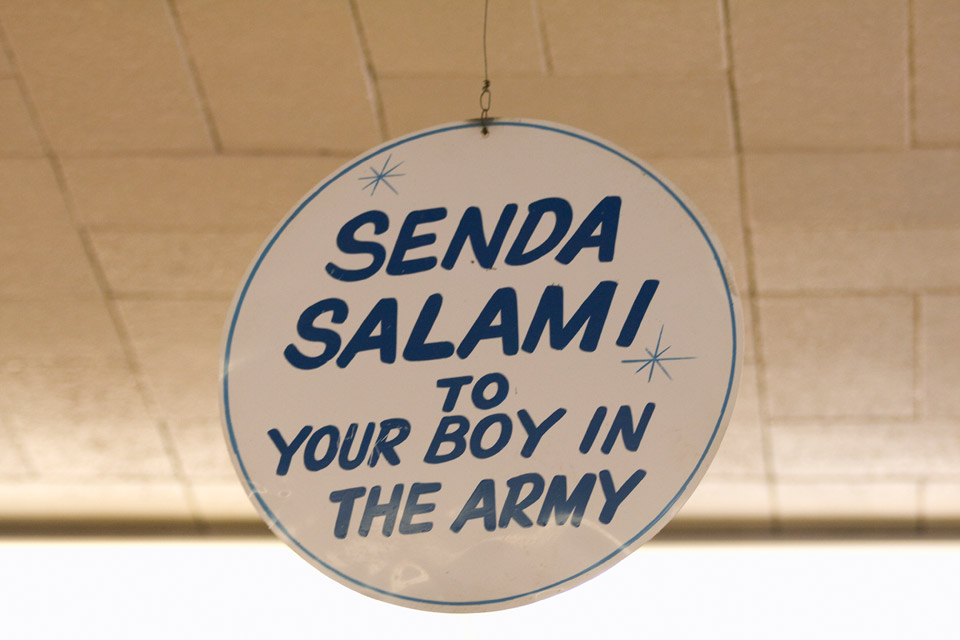 SENDA
SALAMI
TO
YOUR BOY IN
THE ARMY